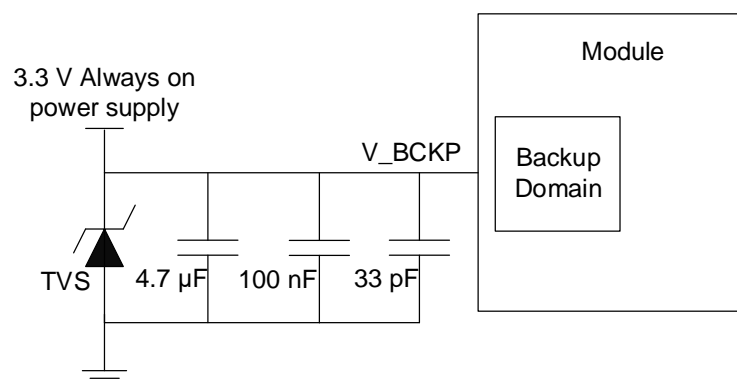 Module
3.3 V Always on
power supply
V_BCKP
Backup
Domain
TVS
4.7 µF
100 nF
33 pF